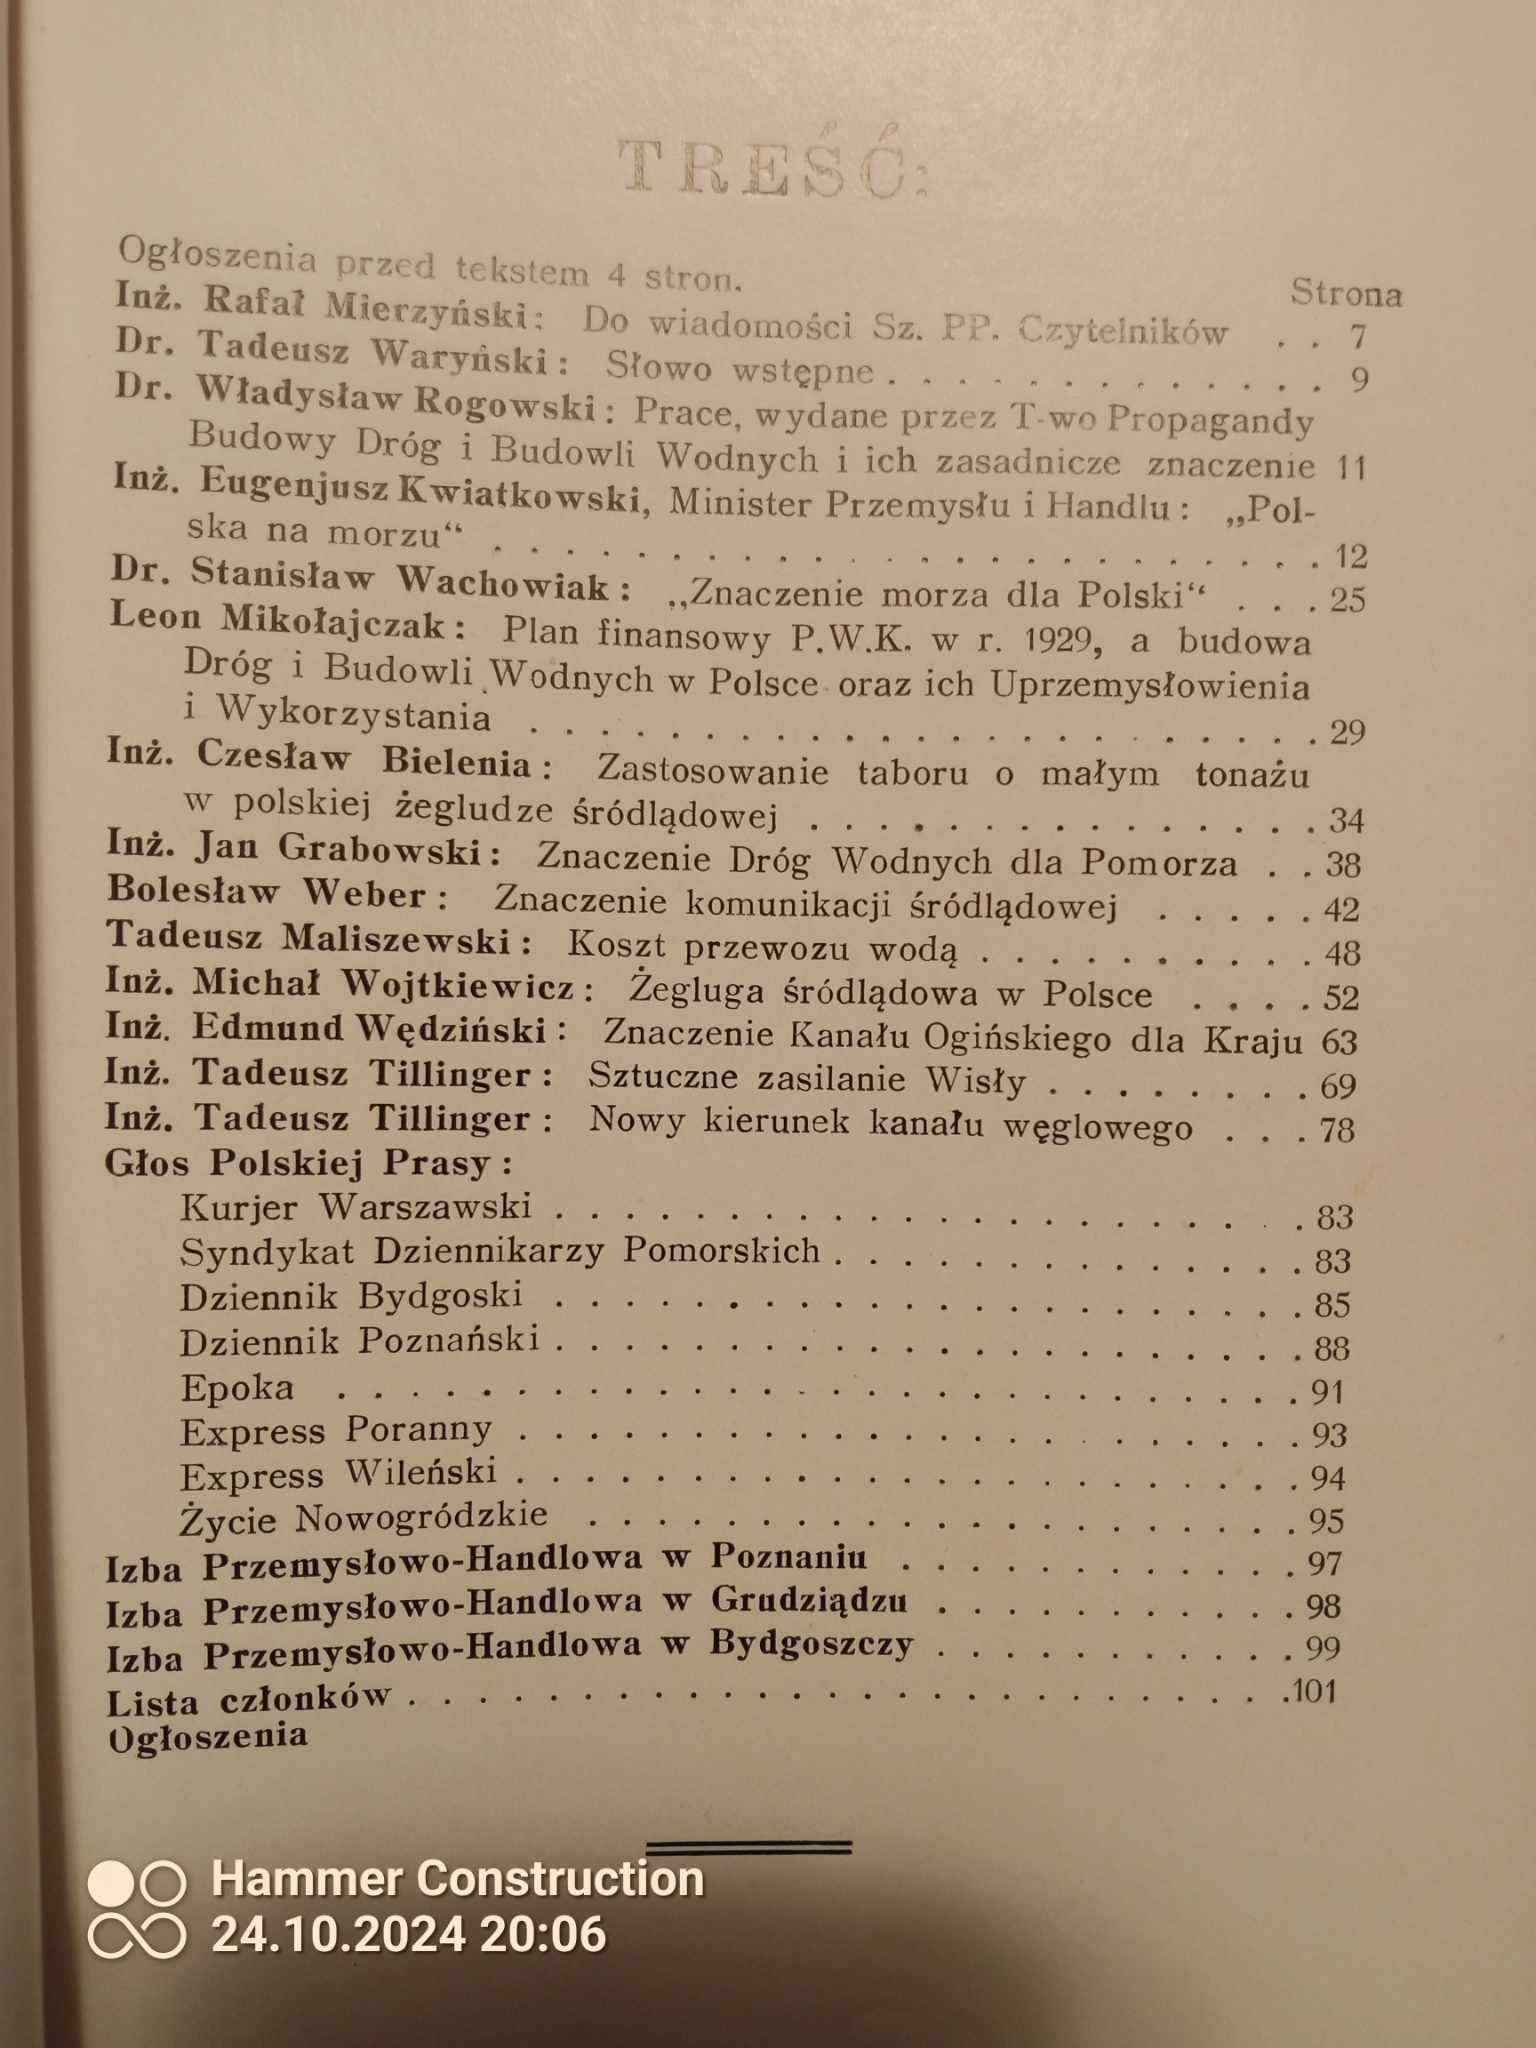 TREŚĆ:
Ogłoszenia przed tekstem 4 stron.
Strona
Inż. Rafał Mierzyński: Do wiadomości Sz. PP. Czytelników . . 7
Dr. Tadeusz Waryński: Słowo wstępne . . . . . . . . . . . . . 9
Dr. Władysław Rogowski: Prace, wydane przez T-wo Propagandy
Budowy Dróg i Budowli Wodnych i ich zasadnicze znaczenie 11
Inż. Eugenjusz Kwiatkowski, Minister Przemysłu i Handlu: „Pol-
ska na morzu“ . . . . . . . . . . . . . . . . . . . . . . . . 12
Dr. Stanisław Wachowiak: „Znaczenie morza dla Polski“ . . . 25
Leon Mikołajczak: Plan finansowy P.W.K. w r. 1929, a budowa
Dróg i Budowli Wodnych w Polsce oraz ich Uprzemysłowienia
i Wykorzystania . . . . . . . . . . . . . . . . . . . . . . . 29
Inż. Czesław Bielenia: Zastosowanie taboru o małym tonażu
w polskiej żegludze śródlądowej . . . . . . . . . . . . . . . 34
Inż. Jan Grabowski: Znaczenie Dróg Wodnych dla Pomorza . . 38
Bolesław Weber: Znaczenie komunikacji śródlądowej . . . . . 42
Tadeusz Maliszewski: Koszt przewozu wodą . . . . . . . . . . 48
Inż. Michał Wojtkiewicz: Żegluga śródlądowa w Polsce . . . . 52
Inż. Edmund Wędziński: Znaczenie Kanału Ogińskiego dla Kraju 63
Inż. Tadeusz Tillinger: Sztuczne zasilanie Wisły . . . . . . . . 69
Inż. Tadeusz Tillinger: Nowy kierunek kanału węglowego . . . 78
Głos Polskiej Prasy:
Kurjer Warszawski . . . . . . . . . . . . . . . . . . . . . . 83
Syndykat Dziennikarzy Pomorskich . . . . . . . . . . . . . . 83
Dziennik Bydgoski . . . . . . . . . . . . . . . . . . . . . . 85
Dziennik Poznański . . . . . . . . . . . . . . . . . . . . . . 88
Epoka . . . . . . . . . . . . . . . . . . . . . . . . . . . . 91
Express Poranny . . . . . . . . . . . . . . . . . . . . . . . 93
Express Wileński . . . . . . . . . . . . . . . . . . . . . . . 94
Życie Nowogródzkie . . . . . . . . . . . . . . . . . . . . . 95
Izba Przemysłowo-Handlowa w Poznaniu . . . . . . . . . . . . 97
Izba Przemysłowo-Handlowa w Grudziądzu . . . . . . . . . . . 98
Izba Przemysłowo-Handlowa w Bydgoszczy . . . . . . . . . . . 99
Lista członków . . . . . . . . . . . . . . . . . . . . . . . . . .101
Ogłoszenia
Hammer Construction
24.10.2024 20:06